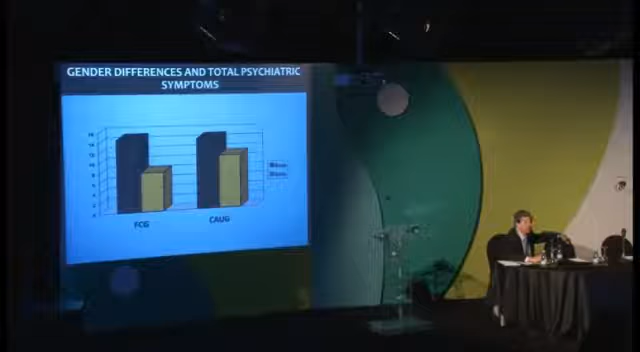 GENDER DIFFERENCES AND TOTAL PSYCHIATRIC
SYMPTOMS
FCG CAUG